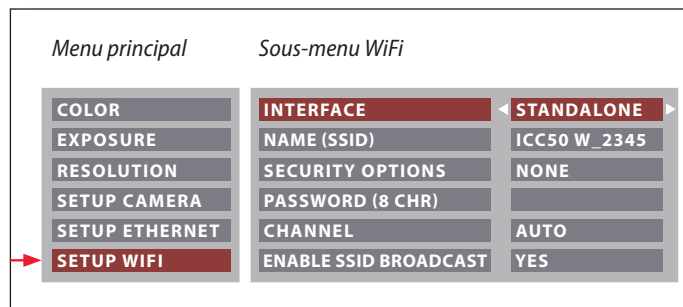 Menu principal
Sous-menu WiFi
COLOR
EXPOSURE
RESOLUTION
SETUP CAMERA
SETUP ETHERNET
SETUP WIFI
INTERFACE STANDALONE
NAME (SSID) ICC50 W_2345
SECURITY OPTIONS NONE
PASSWORD (8 CHR)
CHANNEL AUTO
ENABLE SSID BROADCAST YES